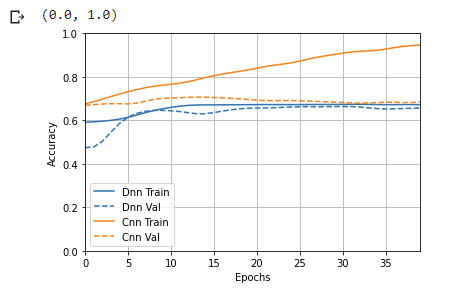 (0.0, 1.0)
1.0
0.8
0.6
0.4
0.2
0.0
Accuracy
Dnn Train
Dnn Val
Cnn Train
Cnn Val
0 5 10 15 20 25 30 35
Epochs